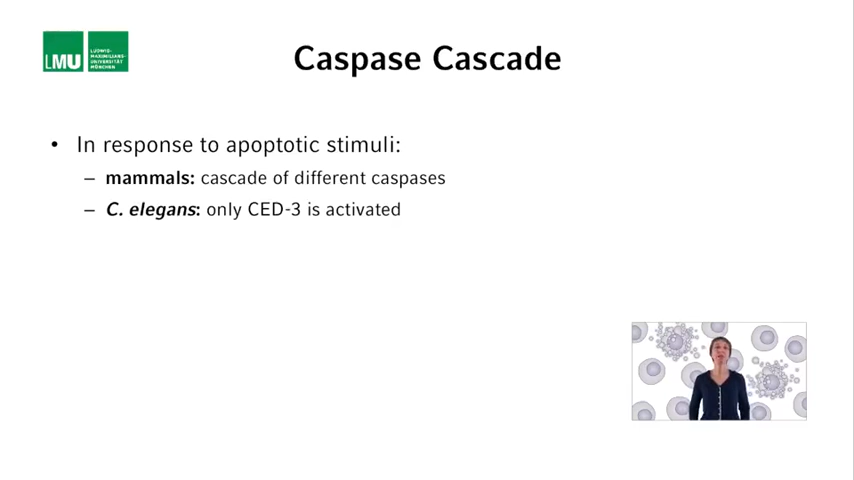 LMU
LUDWIG-
MAXIMILIANS-
UNIVERSITÄT
MÜNCHEN
Caspase Cascade
• In response to apoptotic stimuli:
– mammals: cascade of different caspases
– C. elegans: only CED-3 is activated